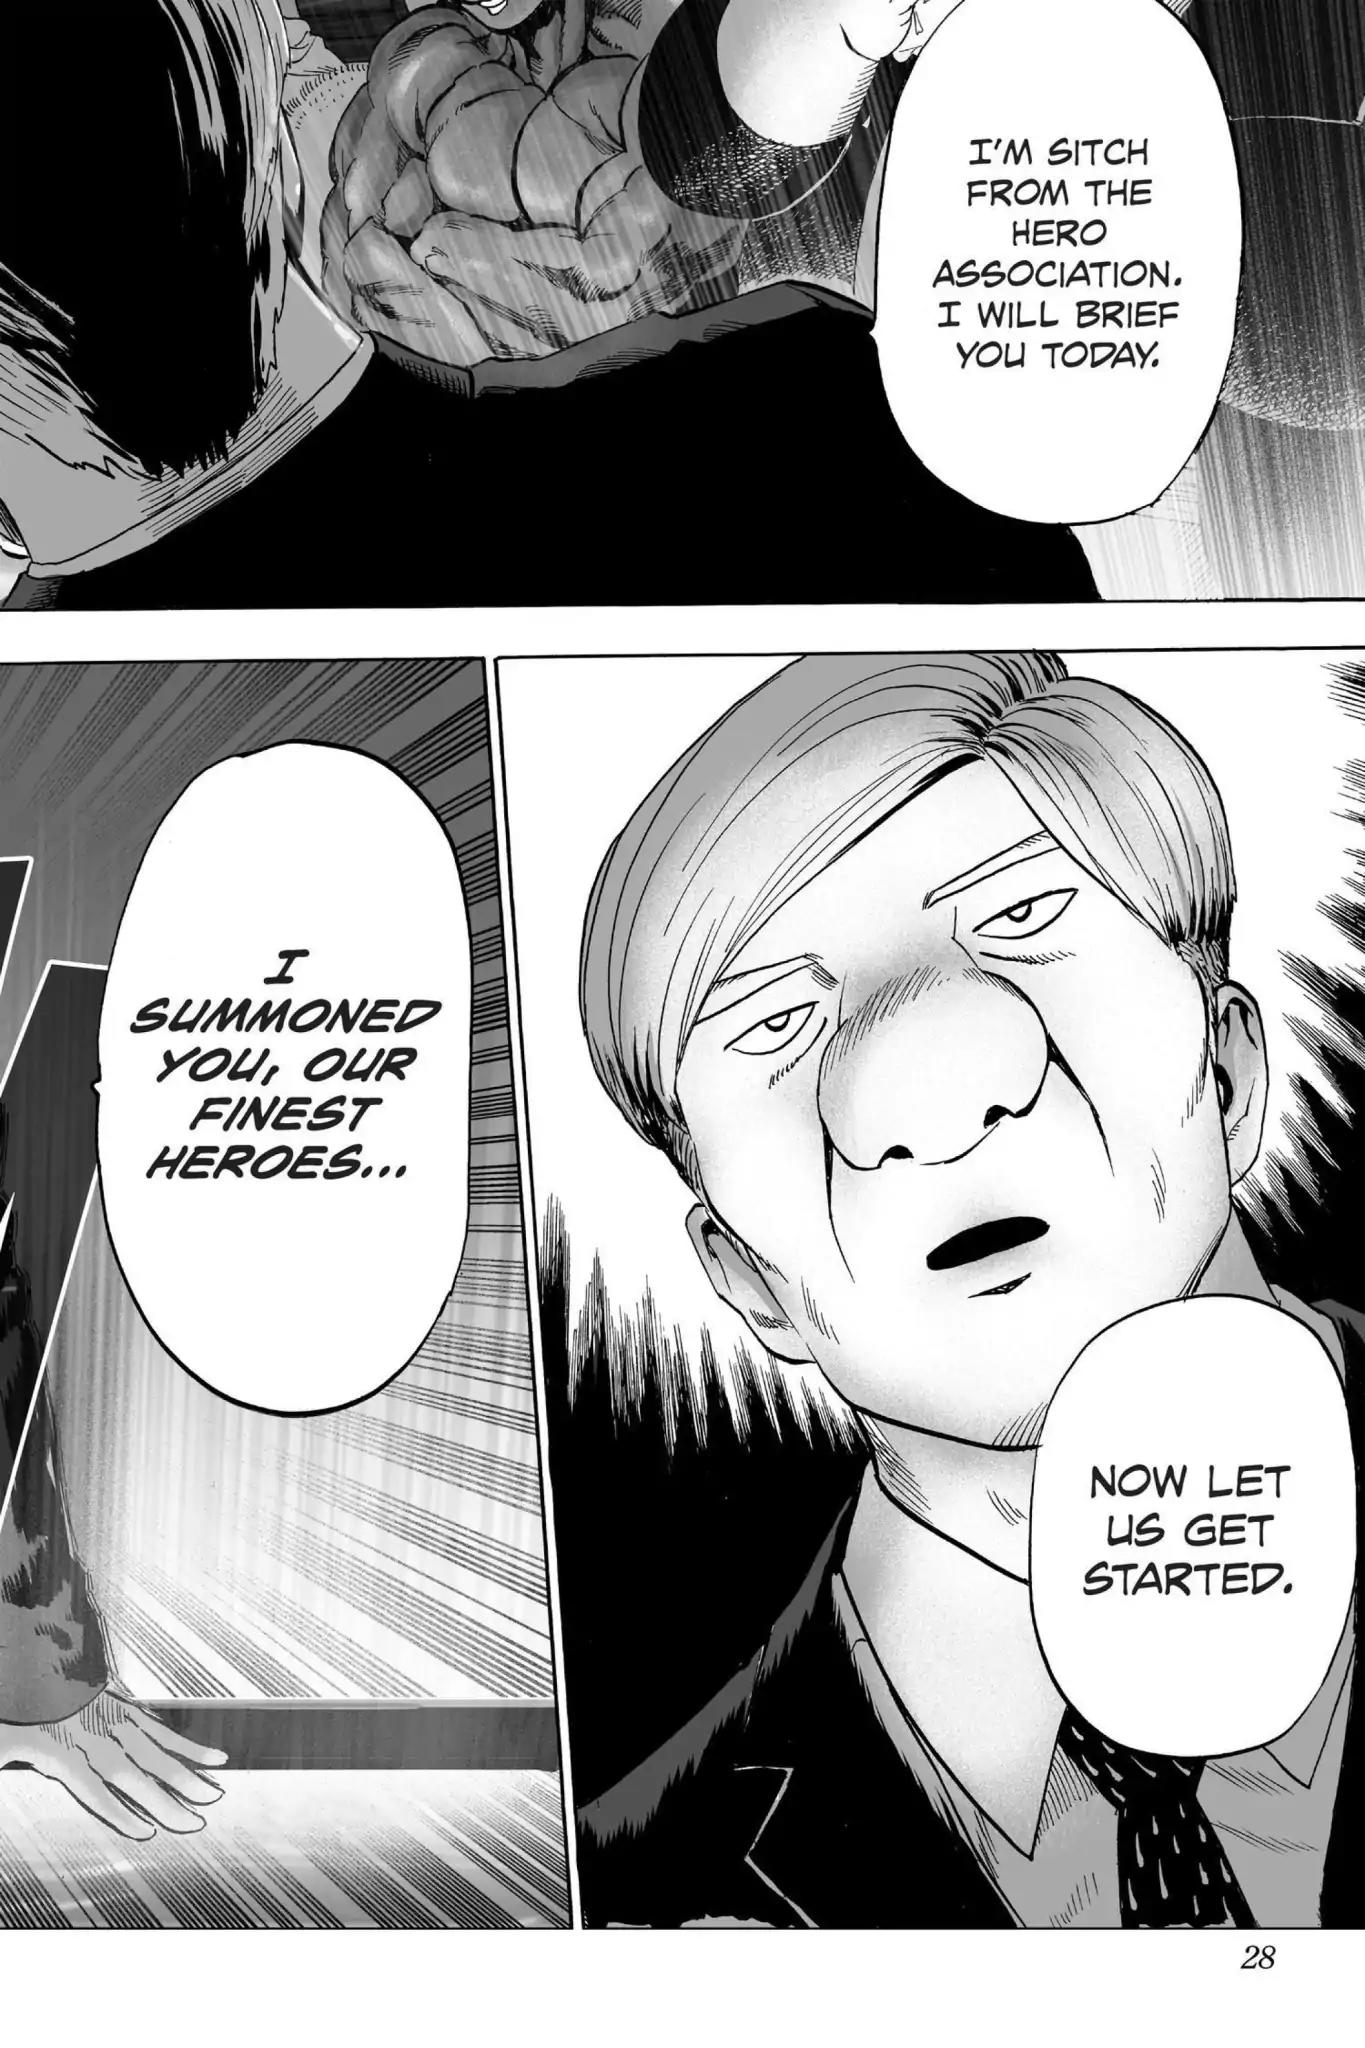 I'M SITCH
FROM THE
HERO
ASSOCIATION.
I WILL BRIEF
YOU TODAY.
NOW LET
US GET
STARTED.
I
SUMMONED
YOU, OUR
FINEST
HEROES...
28